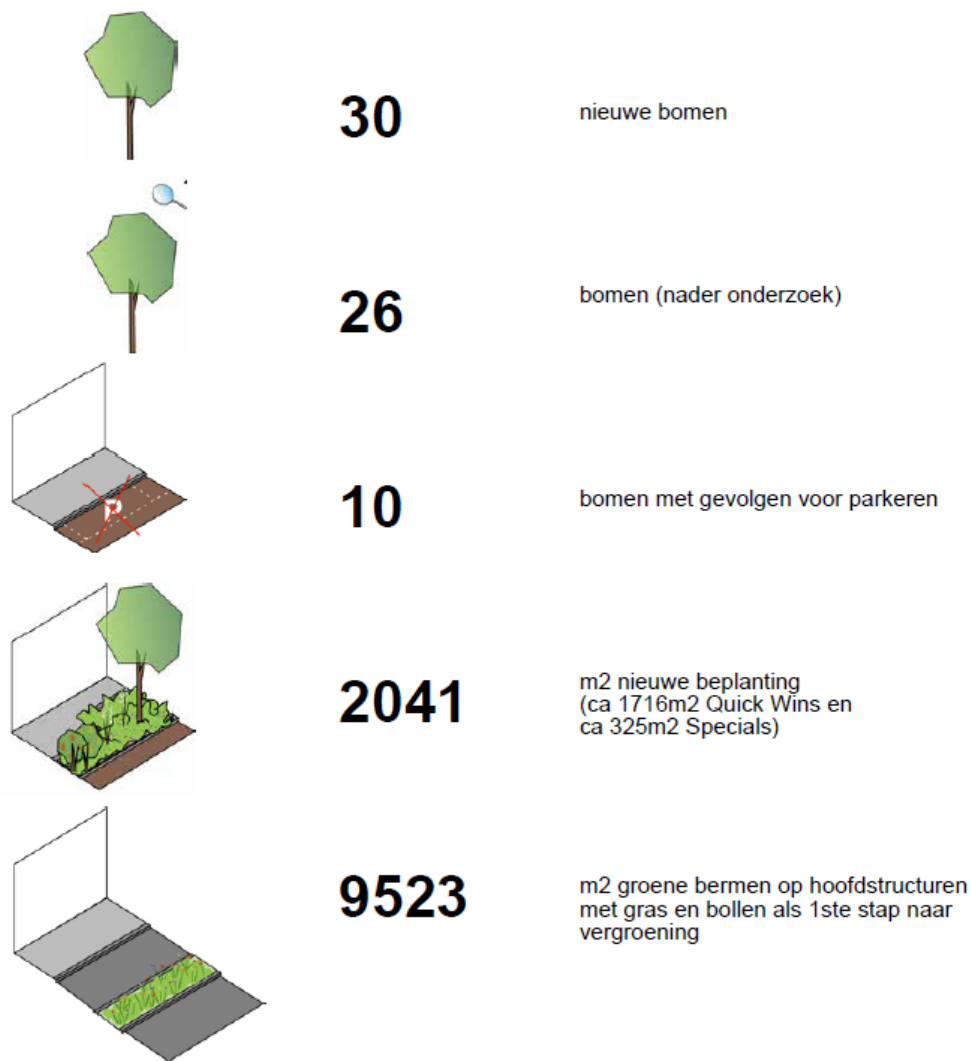 30
nieuwe bomen
26
bomen (nader onderzoek)
10
bomen met gevolgen voor parkeren
2041
m2 nieuwe beplanting
(ca 1716m2 Quick Wins en
ca 325m2 Specials)
9523
m2 groene bermen op hoofdstructuren
met gras en bollen als 1ste stap naar
vergroening